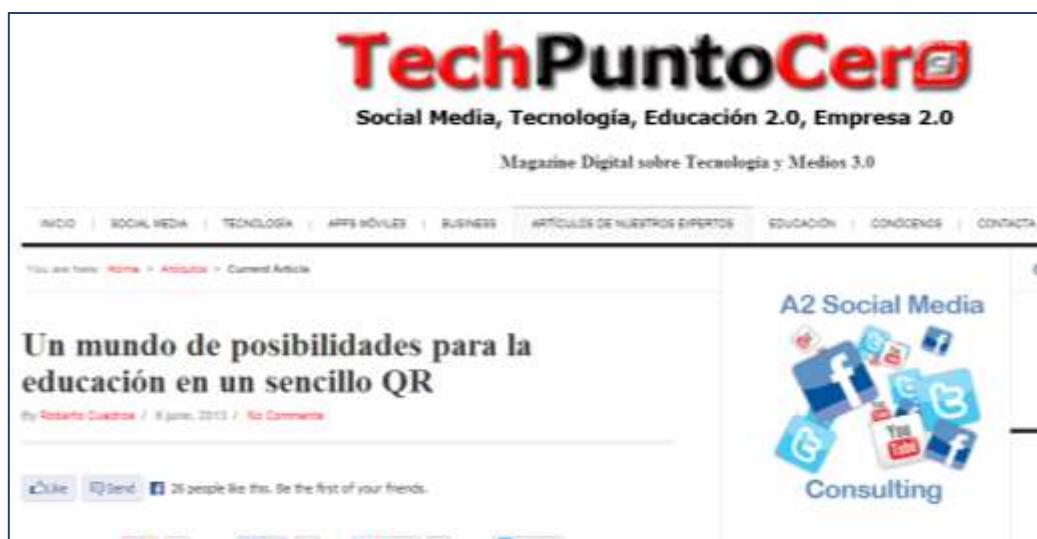 TechPuntoCero
Social Media, Tecnología, Educación 2.0, Empresa 2.0
Magazine Digital sobre Tecnología y Medios 3.0
INICIO | SOCIAL MEDIA | TECNOLOGÍA | APPS MÓVILES | BUSINESS ARTÍCULOS DE NUESTROS EXPERTOS EDUCACIÓN | CONÓCENOS | CONTACTA
You are here: Home > Artículos > Current Article
A2 Social Media
You
Tube
Consulting
Un mundo de posibilidades para la
educación en un sencillo QR
By Roberto Cuadros / 8 junio, 2013 / No Comments
Like Send 26 people like this. Be the first of your friends.